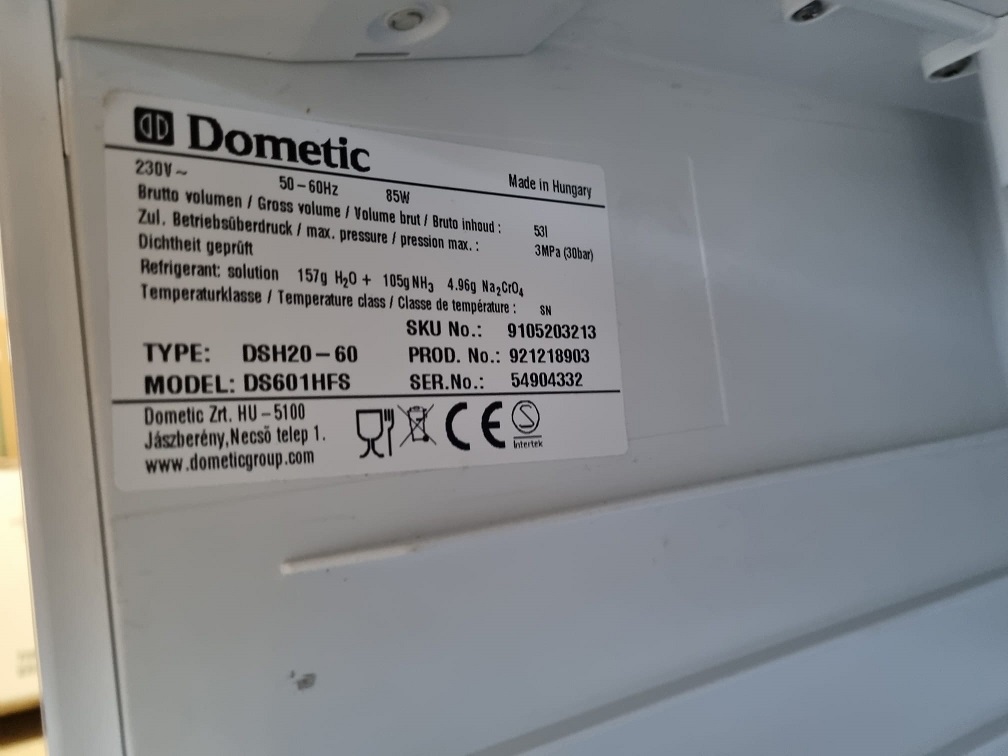 Dometic
Made in Hungary
230V ~ 50-60Hz 85W
Brutto volumen / Gross volume / Volume brut / Bruto inhoud : 53l
Zul. Betriebsüberdruck / max. pressure / pression max. : 3MPa (30bar)
Dichtheit geprüft
Refrigerant: solution 157g H₂O + 105g NH₃ 4.96g Na₂CrO₄
Temperaturklasse / Temperature class / Classe de température : SN
SKU No.: 9105203213
TYPE: DSH20-60 PROD. No.: 921218903
MODEL: DS601HFS SER.No.: 54904332
Dometic Zrt. HU-5100
Jászberény,Necső telep 1.
www.dometicgroup.com
CE
S
Intertek